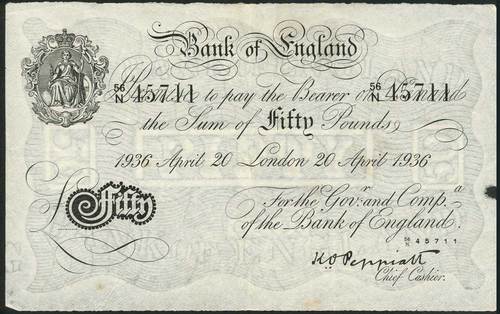 Bank of England
56/N 45711 to pay the Bearer on Demand 56/N 45711
the Sum of Fifty Pounds
1936 April 20 London 20 April 1936
For the Govr. and Compa.
of the Bank of England.
£ Fifty
56/N 45711
K.O. Peppiatt
Chief Cashier.